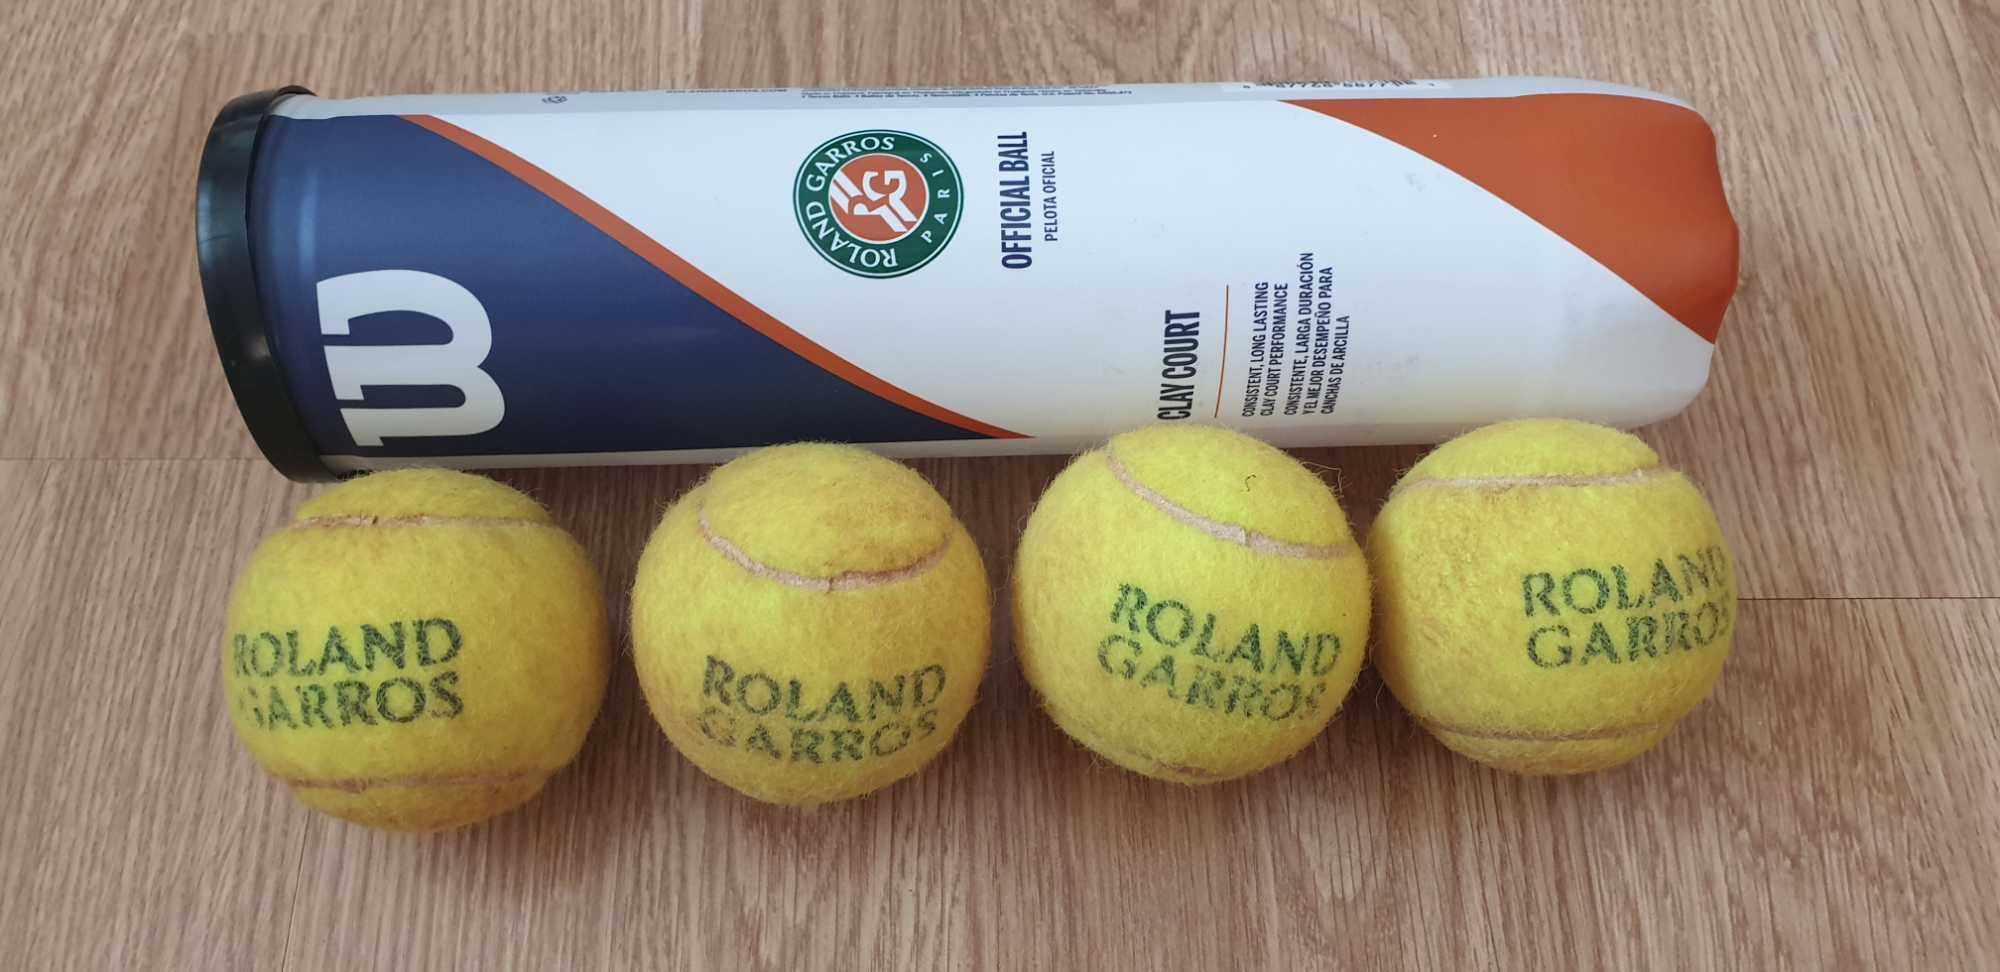 W
ROLAND GARROS
PARIS
RG
OFFICIAL BALL
PELOTA OFICIAL
CLAY COURT
CONSISTENT, LONG LASTING
CLAY COURT PERFORMANCE
CONSISTENTE, LARGA DURACIÓN
Y EL MEJOR DESEMPEÑO PARA
CANCHAS DE ARCILLA
ROLAND
GARROS
ROLAND
GARROS
ROLAND
GARROS
ROLAND
GARROS